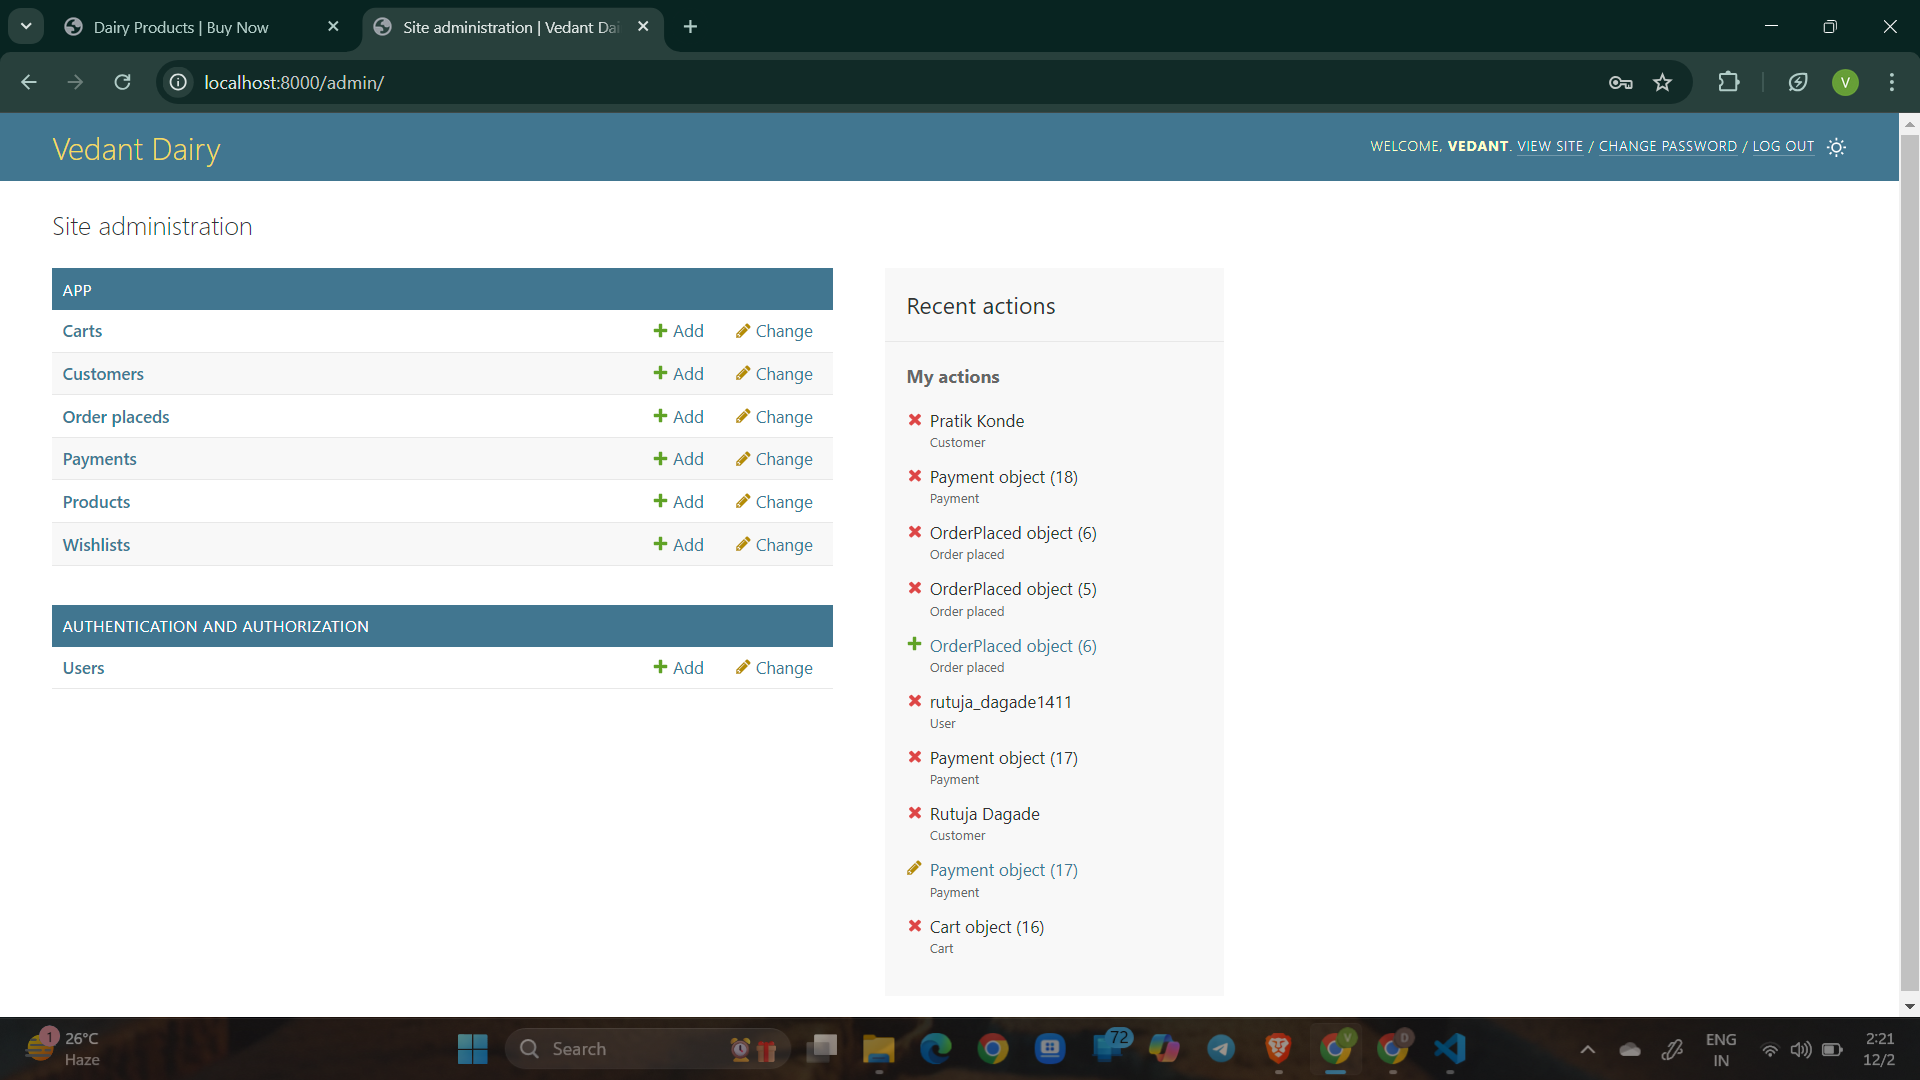 Dairy Products | Buy Now
Site administration | Vedant Dai
localhost:8000/admin/
V
Vedant Dairy
WELCOME, VEDANT. VIEW SITE / CHANGE PASSWORD / LOG OUT
Site administration
APP
Carts Add Change
Customers Add Change
Order placeds Add Change
Payments Add Change
Products Add Change
Wishlists Add Change
AUTHENTICATION AND AUTHORIZATION
Users Add Change
Recent actions
My actions
Pratik Konde
Customer
Payment object (18)
Payment
OrderPlaced object (6)
Order placed
OrderPlaced object (5)
Order placed
OrderPlaced object (6)
Order placed
rutuja_dagade1411
User
Payment object (17)
Payment
Rutuja Dagade
Customer
Payment object (17)
Payment
Cart object (16)
Cart
1
26°C
Haze
Search
72
V
D
ENG
IN
2:21
12/2